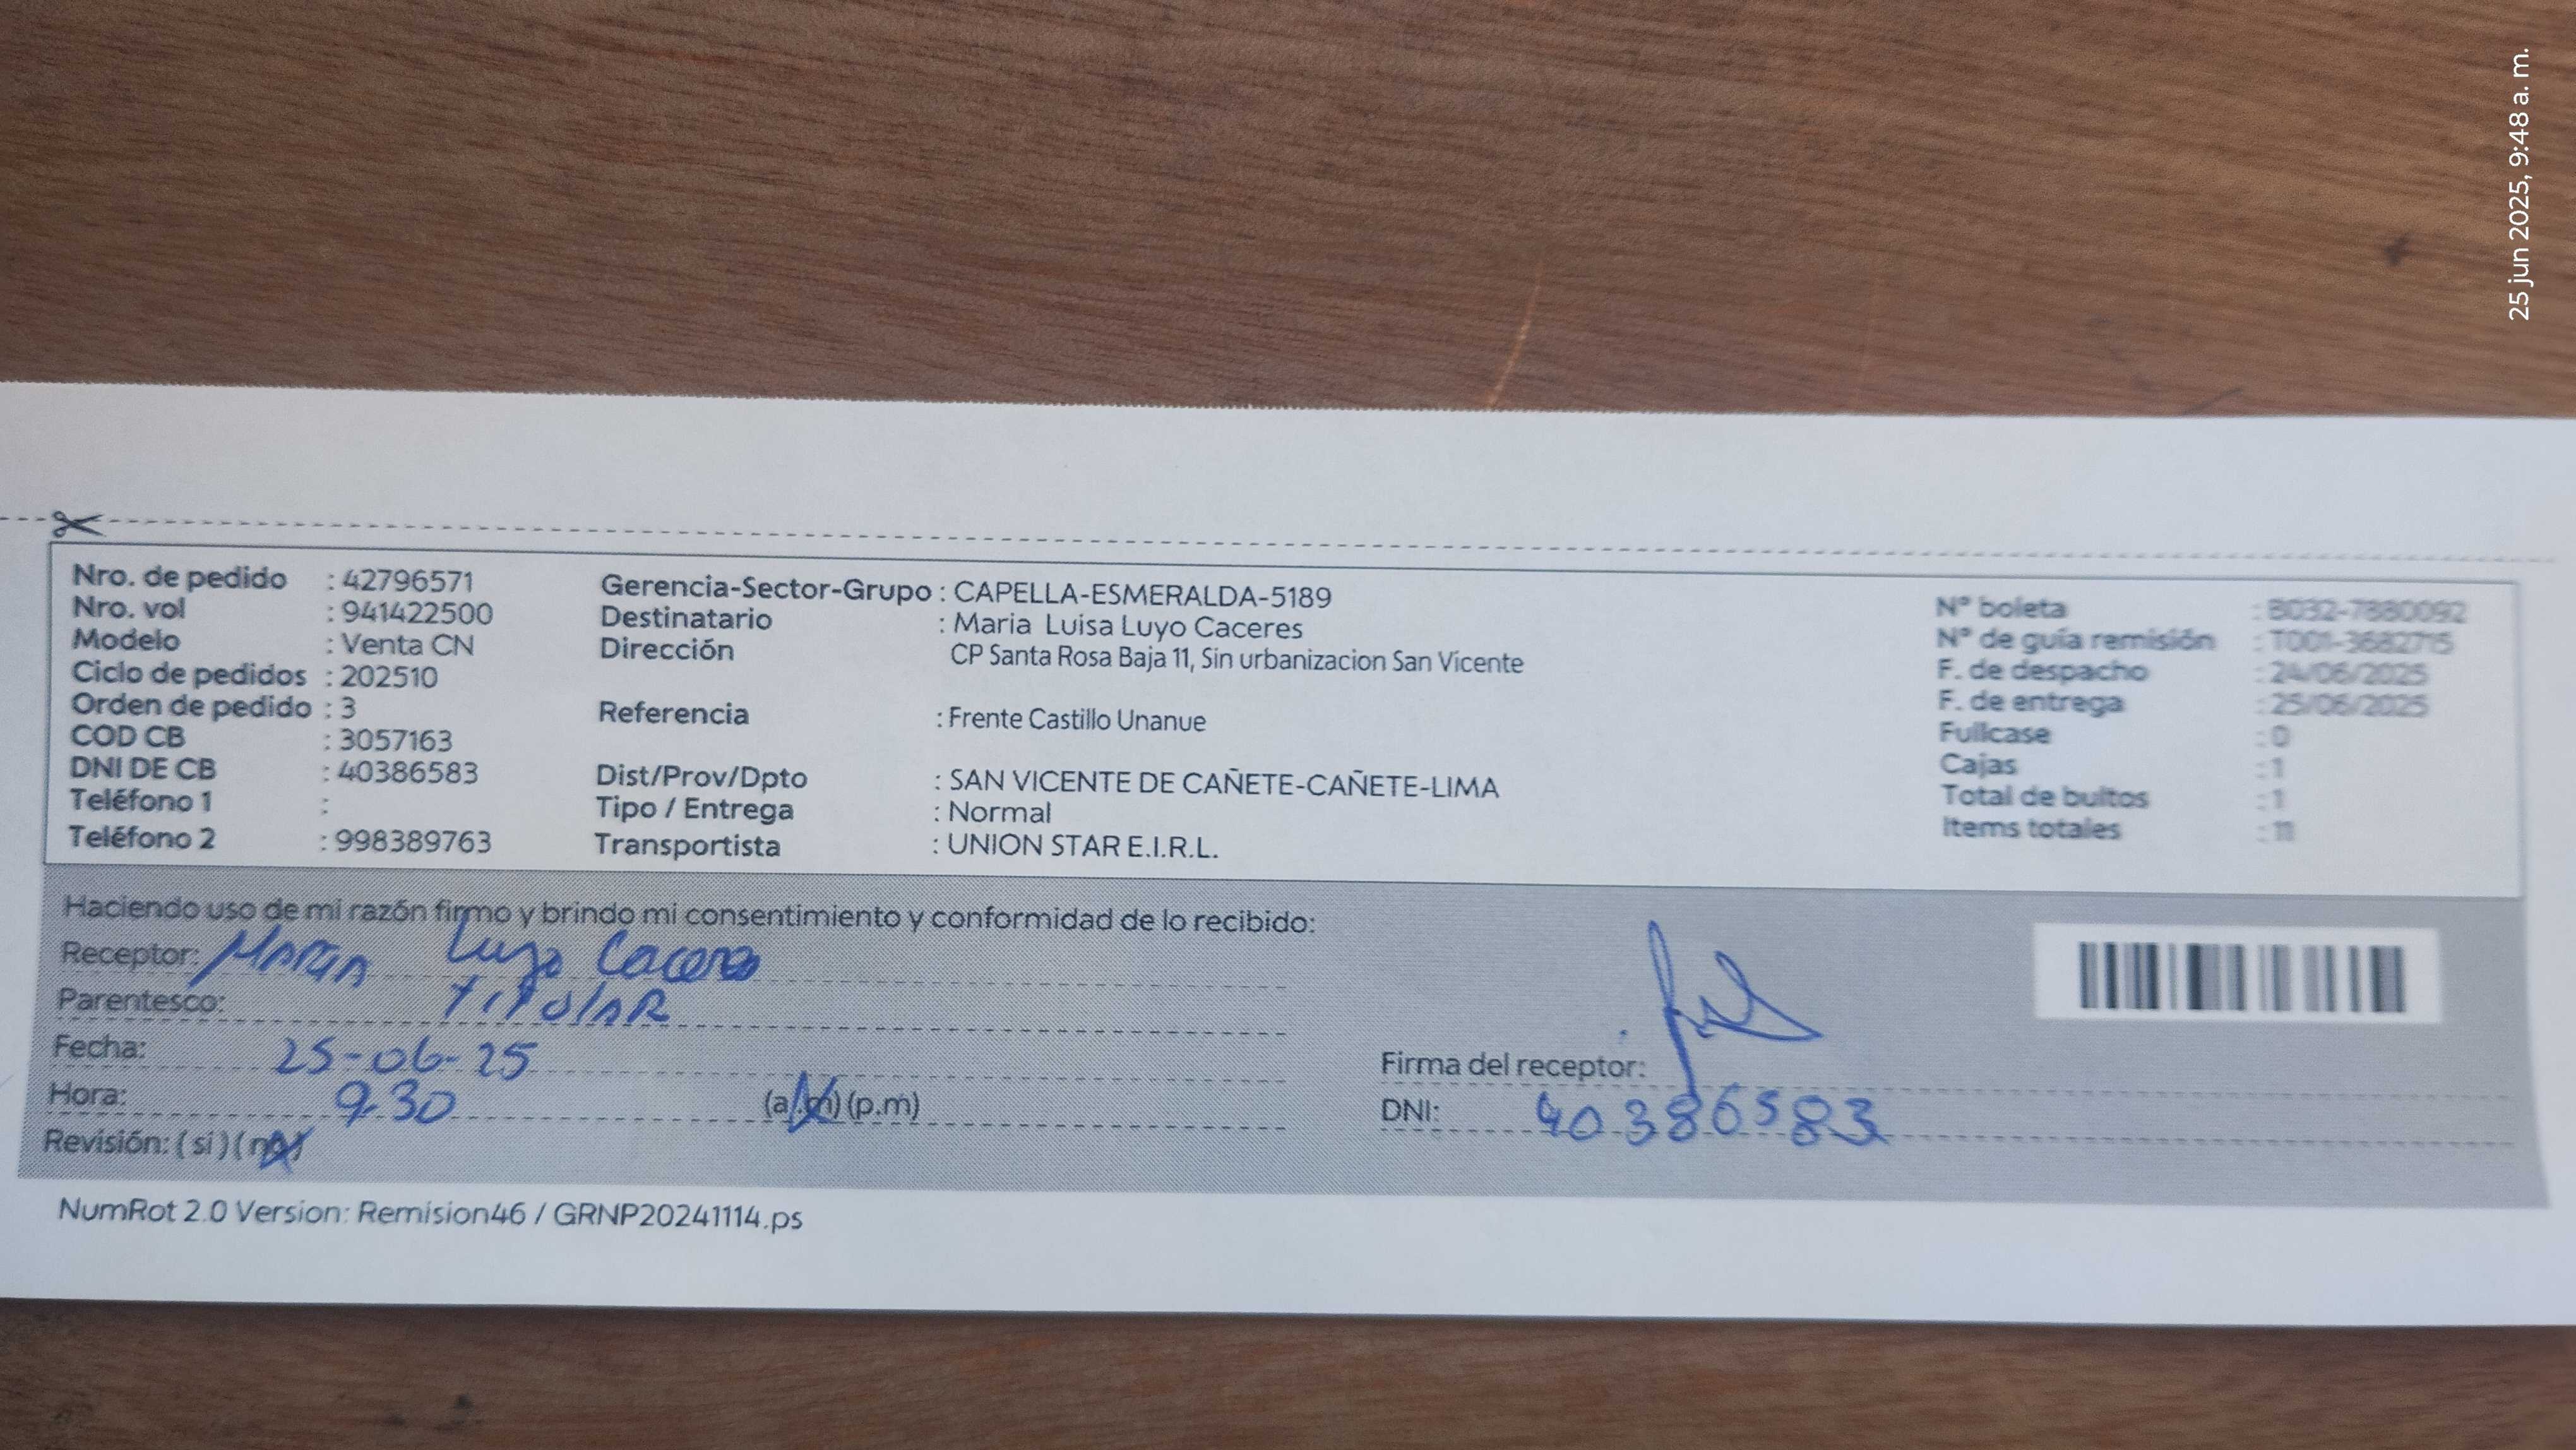 25 jun 2025, 9:48 a. m.
Nro. de pedido : 42796571
Nro. vol : 941422500
Modelo : Venta CN
Ciclo de pedidos : 202510
Orden de pedido : 3
COD CB : 3057163
DNI DE CB : 40386583
Teléfono 1 :
Teléfono 2 : 998389763
Gerencia-Sector-Grupo : CAPELLA-ESMERALDA-5189
Destinatario : Maria Luisa Luyo Caceres
Dirección CP Santa Rosa Baja 11, Sin urbanizacion San Vicente
Referencia : Frente Castillo Unanue
Dist/Prov/Dpto : SAN VICENTE DE CAÑETE-CAÑETE-LIMA
Tipo / Entrega : Normal
Transportista : UNION STAR E.I.R.L.
N° boleta : B032-7880092
N° de guía remisión : T001-3682715
F. de despacho : 24/06/2025
F. de entrega : 25/06/2025
Fullcase : 0
Cajas : 1
Total de bultos : 1
Items totales : 11
Haciendo uso de mi razón firmo y brindo mi consentimiento y conformidad de lo recibido:
Receptor: MARIA Luyo Caceres
Parentesco: TITULAR
Fecha: 25-06-25
Hora: 9.30 (a.m) (p.m)
Revisión: ( si ) ( no )
Firma del receptor:
DNI: 40386583
NumRot 2.0 Version: Remision46 / GRNP20241114.ps